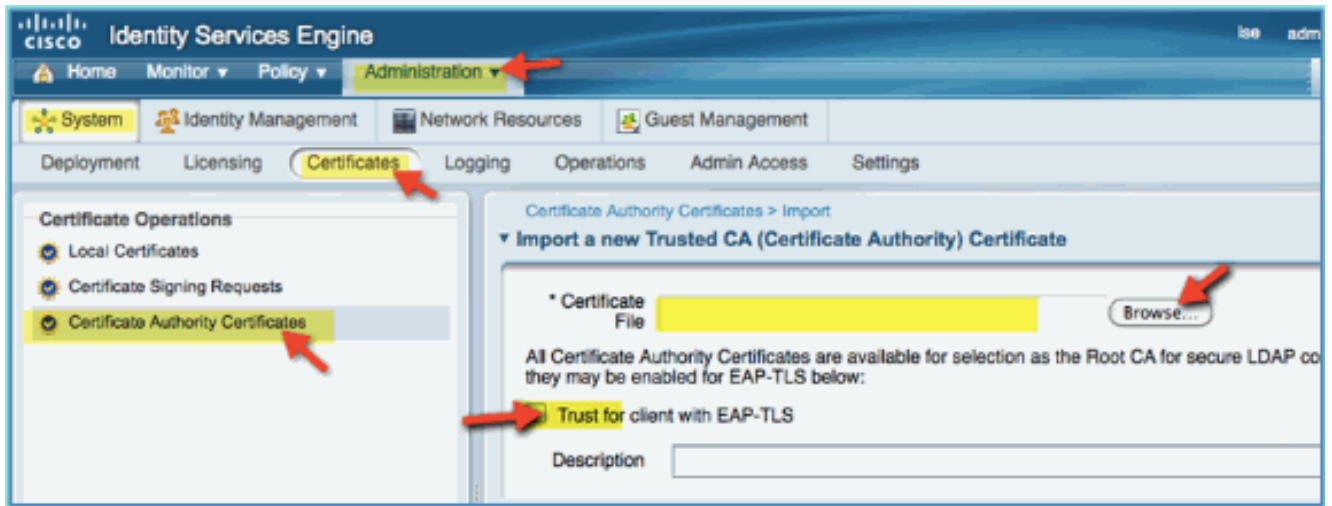 CISCO Identity Services Engine ise adm
Home Monitor Policy Administration
System Identity Management Network Resources Guest Management
Deployment Licensing Certificates Logging Operations Admin Access Settings
Certificate Operations
Local Certificates
Certificate Signing Requests
Certificate Authority Certificates
Certificate Authority Certificates > Import
Import a new Trusted CA (Certificate Authority) Certificate
* Certificate
File
Browse...
All Certificate Authority Certificates are available for selection as the Root CA for secure LDAP co
they may be enabled for EAP-TLS below:
Trust for client with EAP-TLS
Description